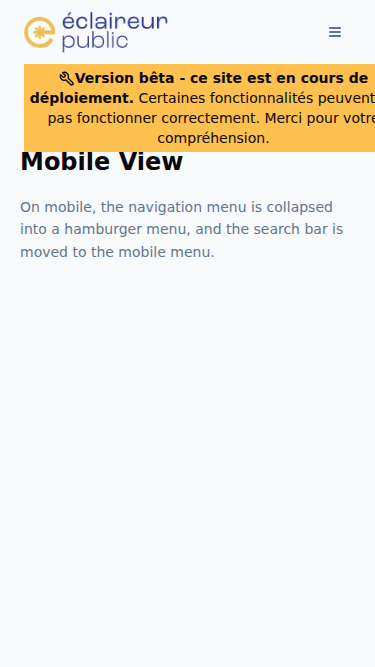 éclaireur
public
Version bêta - ce site est en cours de
déploiement. Certaines fonctionnalités peuvent
pas fonctionner correctement. Merci pour votre
compréhension.
Mobile View
On mobile, the navigation menu is collapsed
into a hamburger menu, and the search bar is
moved to the mobile menu.